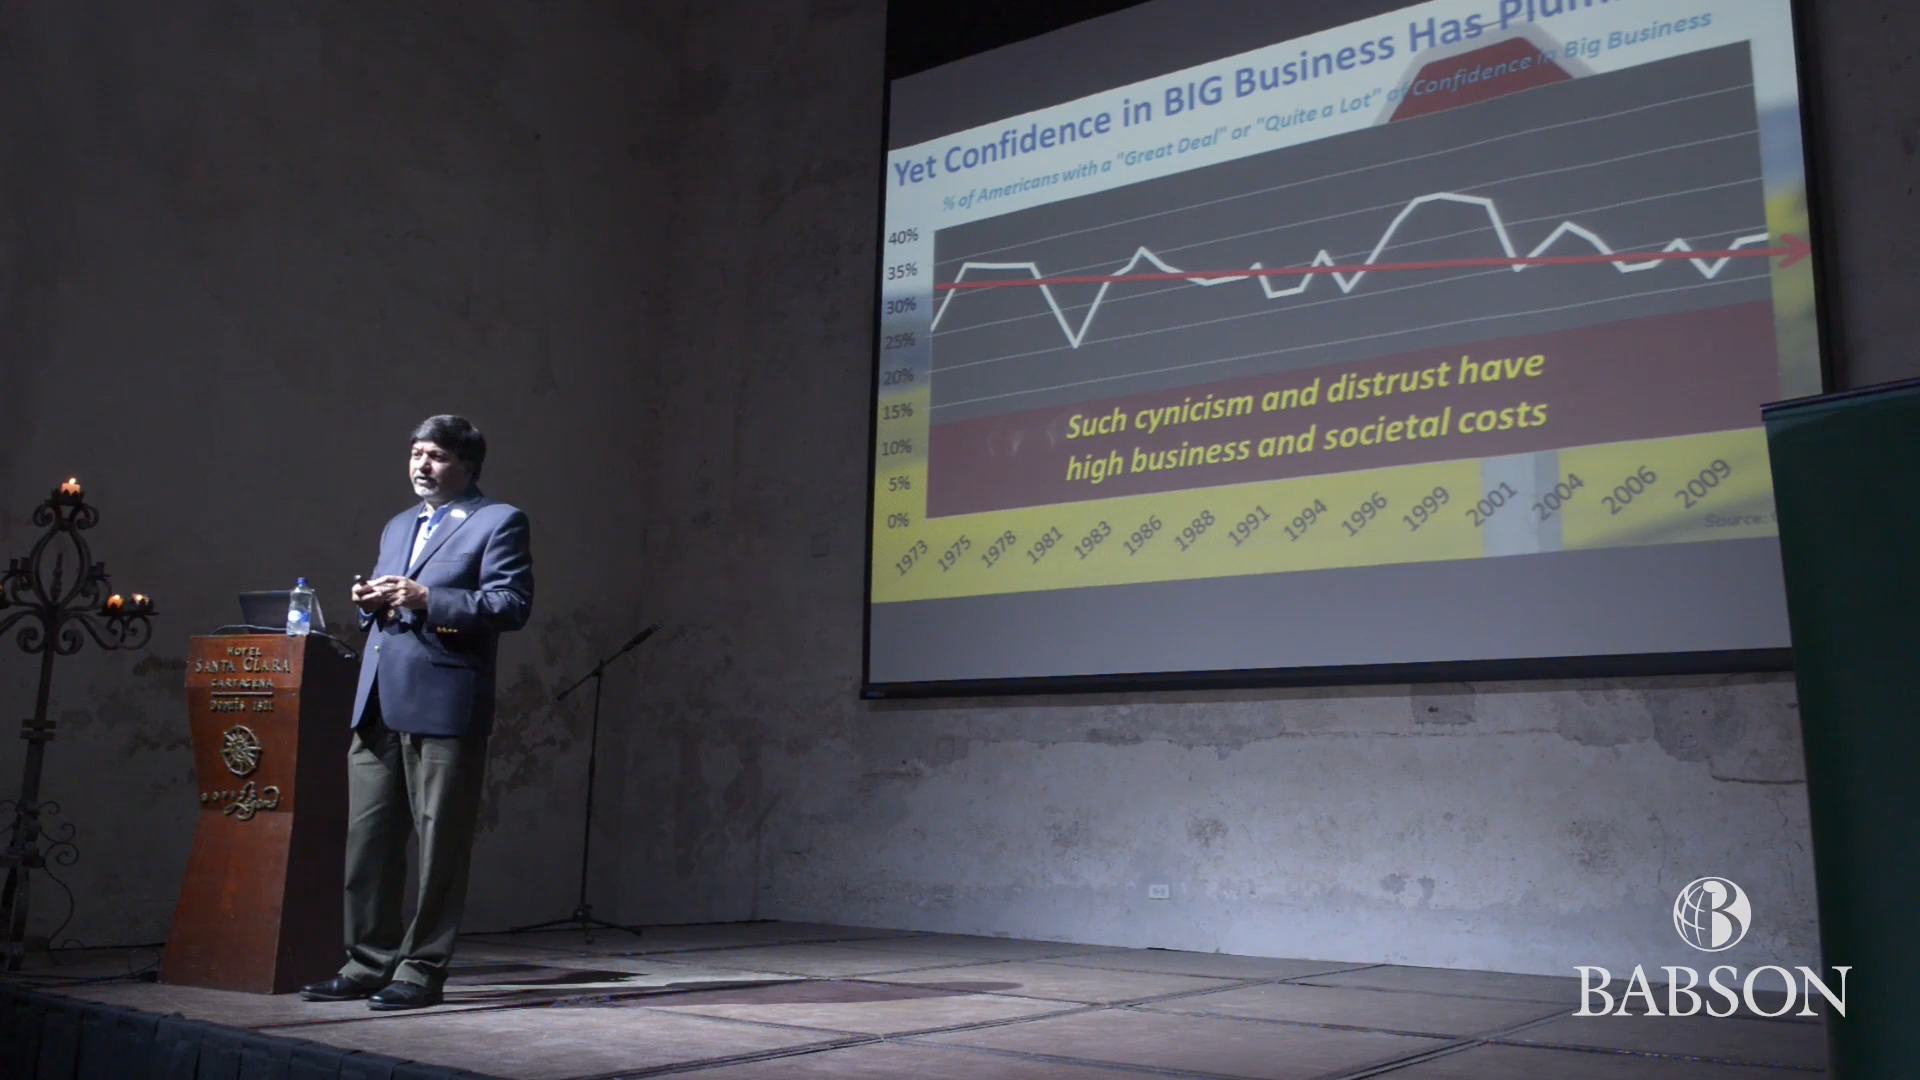 Yet Confidence in BIG Business Has
% of Americans with a "Great Deal" or "Quite a Lot" of Confidence in Big Business
40%
35%
30%
25%
20%
15%
10%
5%
0%
Such cynicism and distrust have
high business and societal costs
1973 1975 1978 1981 1983 1986 1988 1991 1994 1996 1999 2001 2004 2006 2009
Source:
HOTEL
SANTA CLARA
CARTAGENA
Depuis 1621
BABSON